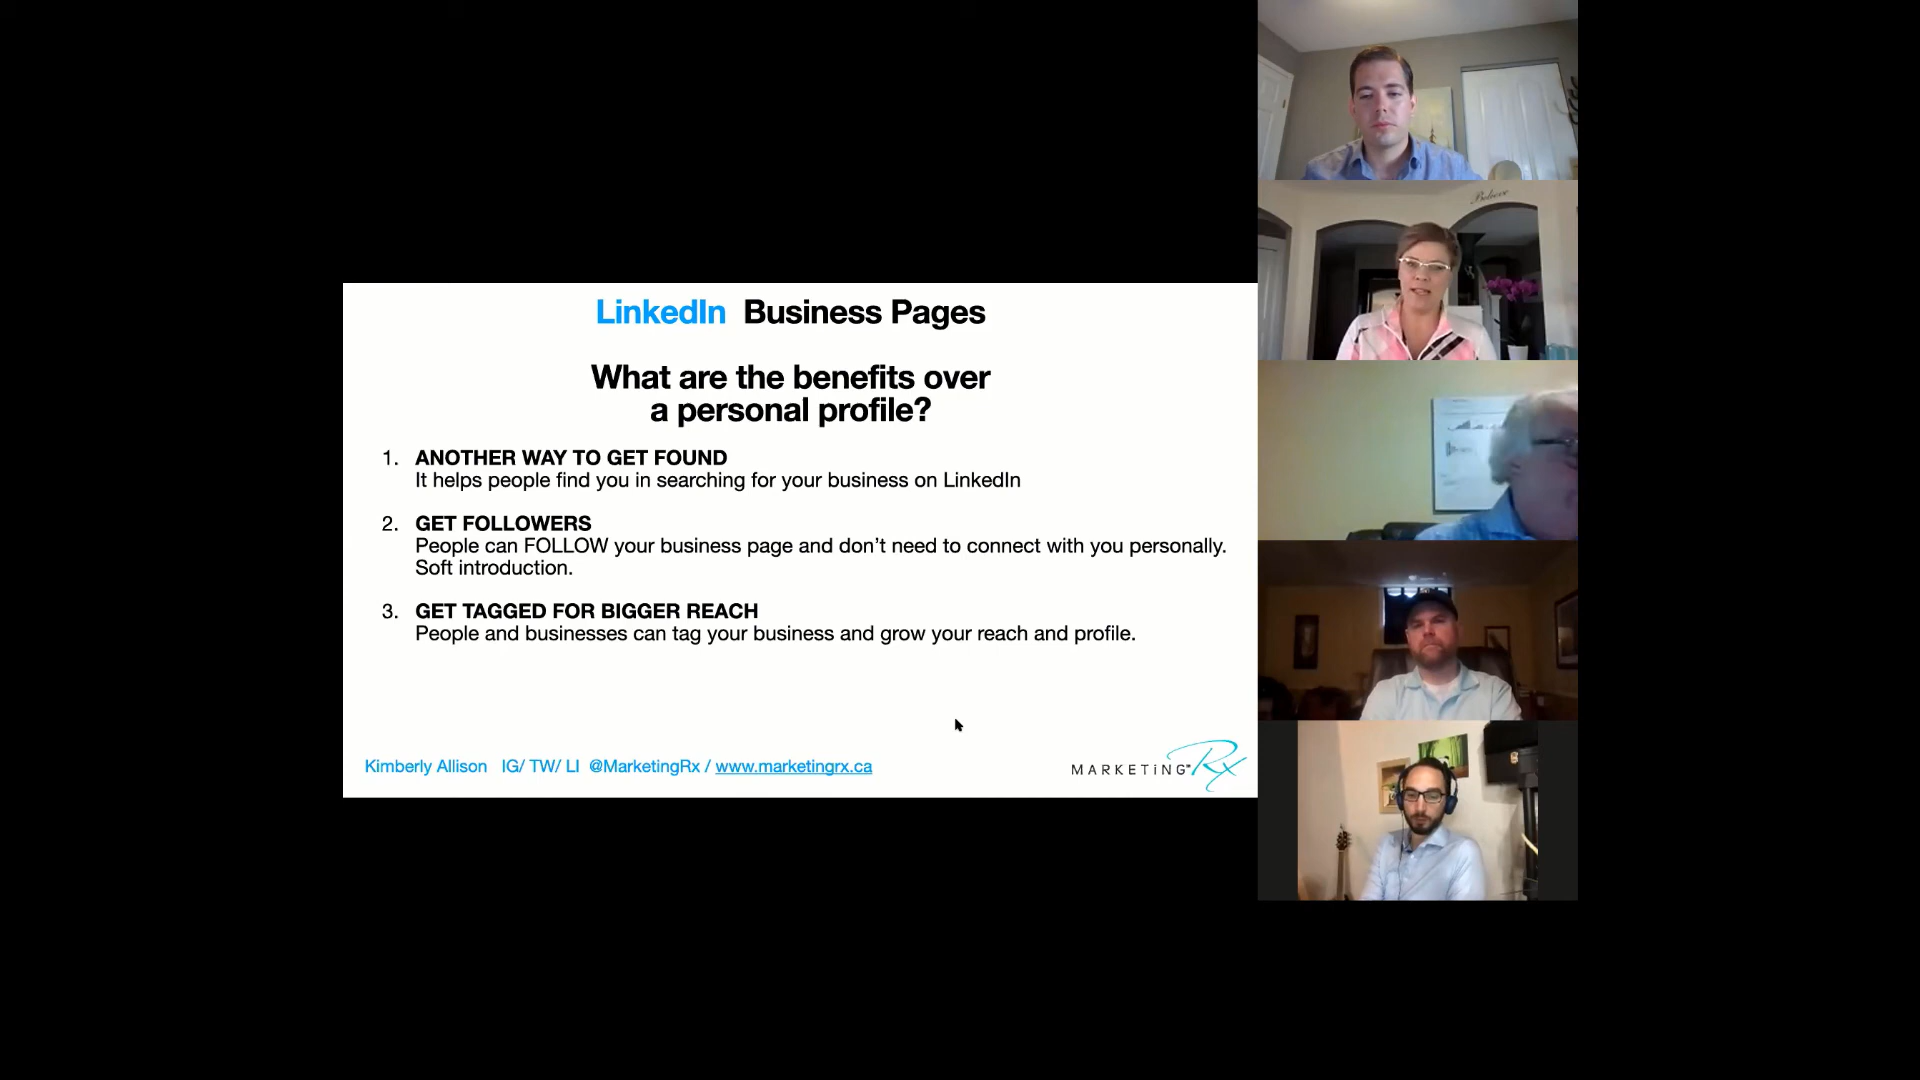 LinkedIn Business Pages
What are the benefits over
a personal profile?
1. ANOTHER WAY TO GET FOUND
It helps people find you in searching for your business on LinkedIn
2. GET FOLLOWERS
People can FOLLOW your business page and don’t need to connect with you personally.
Soft introduction.
3. GET TAGGED FOR BIGGER REACH
People and businesses can tag your business and grow your reach and profile.
Kimberly Allison IG/ TW/ LI @MarketingRx / www.marketingrx.ca
MARKETiNG™ Rx
Believe